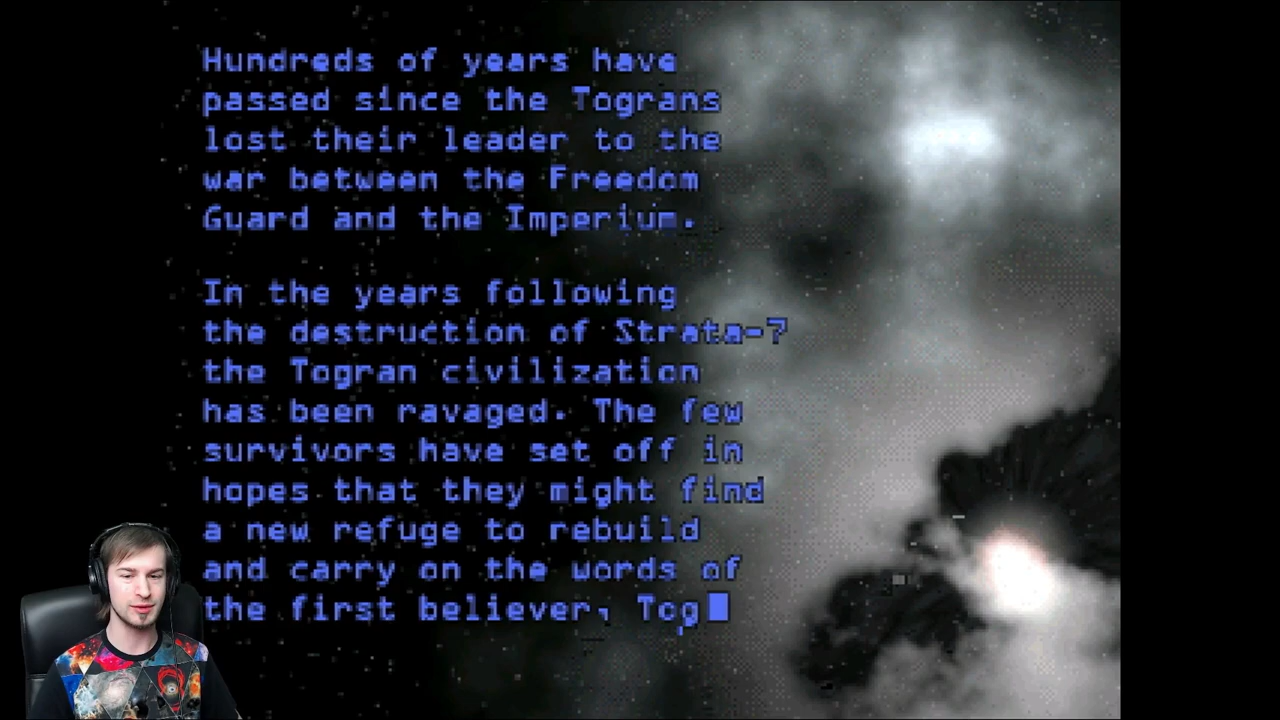 Hundreds of years have
passed since the Tograns
lost their leader to the
war between the Freedom
Guard and the Imperium.
In the years following
the destruction of Strata-7
the Togran civilization
has been ravaged. The few
survivors have set off in
hopes that they might find
a new refuge to rebuild
and carry on the words of
the first believer, Tog